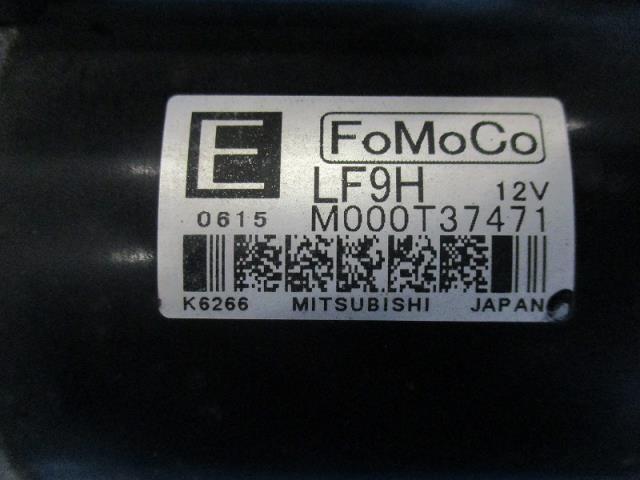 E FoMoCo
LF9H 12V
0615 M000T37471
K6266 MITSUBISHI JAPAN